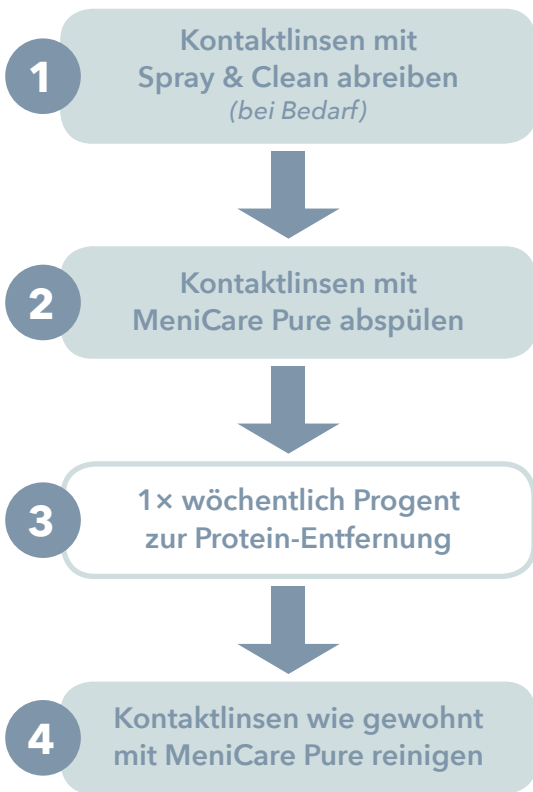 1
Kontaktlinsen mit
Spray & Clean abreiben
(bei Bedarf)
2
Kontaktlinsen mit
MeniCare Pure abspülen
3
1× wöchentlich Progent
zur Protein-Entfernung
4
Kontaktlinsen wie gewohnt
mit MeniCare Pure reinigen